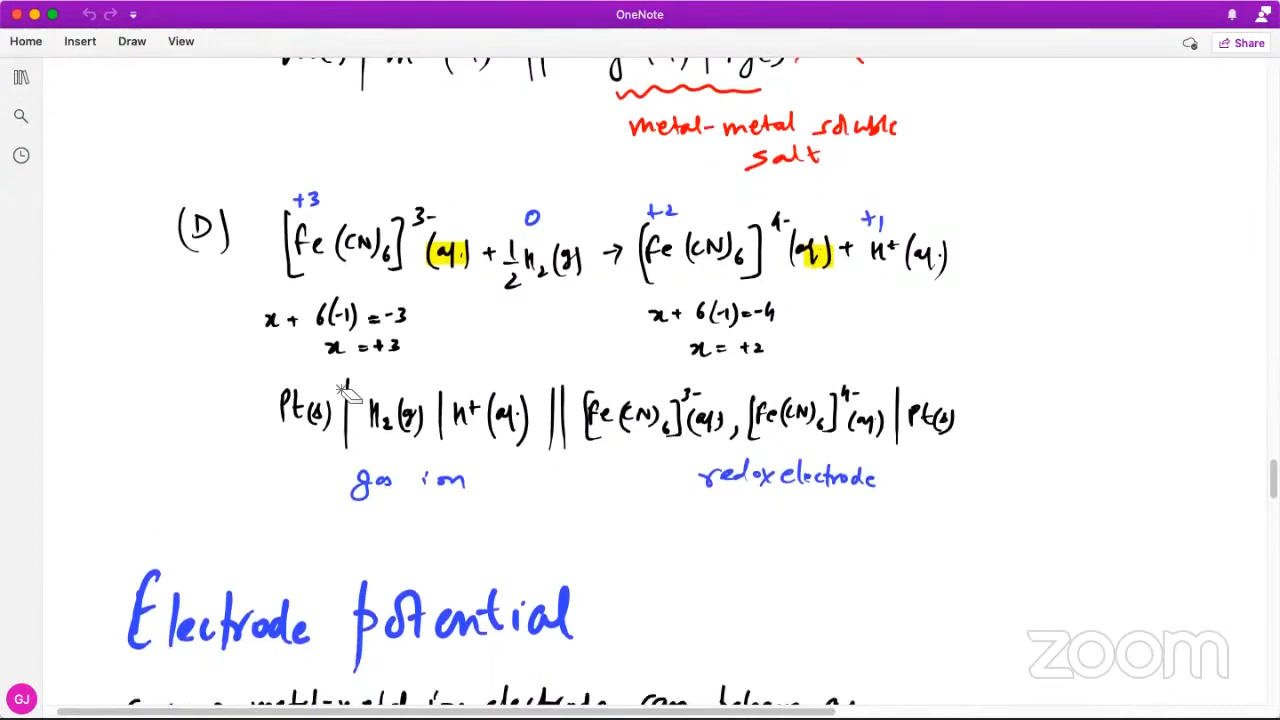 OneNote
Home Insert Draw View Share
metal-metal soluble
salt
+3 0 +2 +1
(D) [Fe(CN)₆]³⁻(aq.) + 1/2 H₂(g) → [Fe(CN)₆]⁴⁻(aq.) + H⁺(aq.)
x + 6(-1) = -3 x + 6(-1) = -4
x = +3 x = +2
Pt(s) | H₂(g) | H⁺(aq.) || [Fe(CN)₆]³⁻(aq), [Fe(CN)₆]⁴⁻(aq) | Pt(s)
gas ion redox electrode
Electrode potential
zoom
GJ